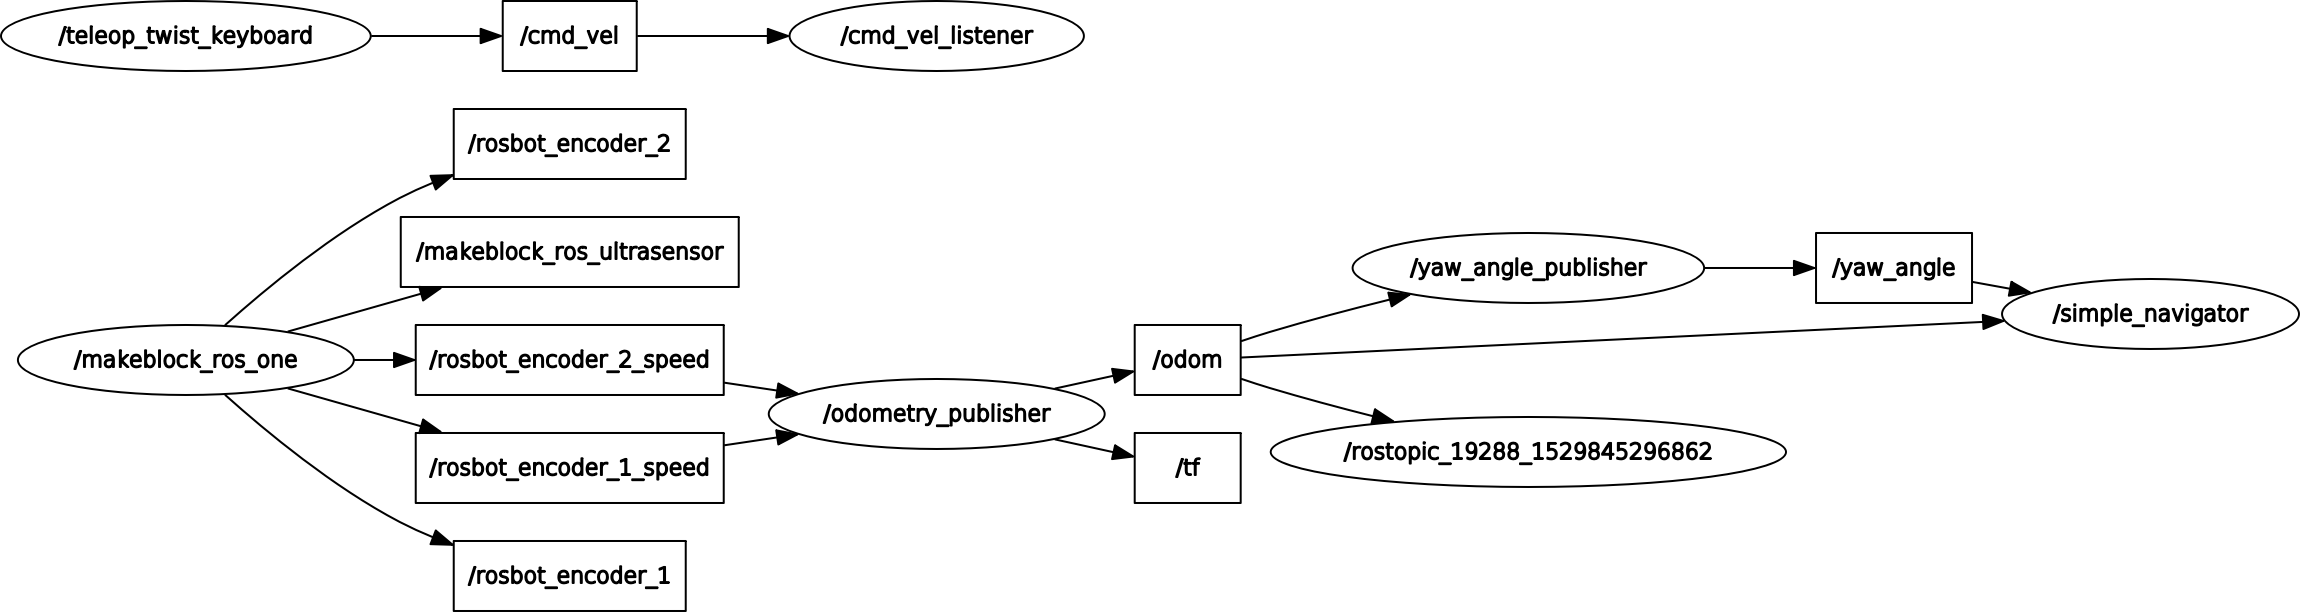 /teleop_twist_keyboard
/cmd_vel
/cmd_vel_listener
/rosbot_encoder_2
/makeblock_ros_ultrasensor
/yaw_angle_publisher
/yaw_angle
/simple_navigator
/makeblock_ros_one
/rosbot_encoder_2_speed
/odom
/odometry_publisher
/rostopic_19288_1529845296862
/rosbot_encoder_1_speed
/tf
/rosbot_encoder_1